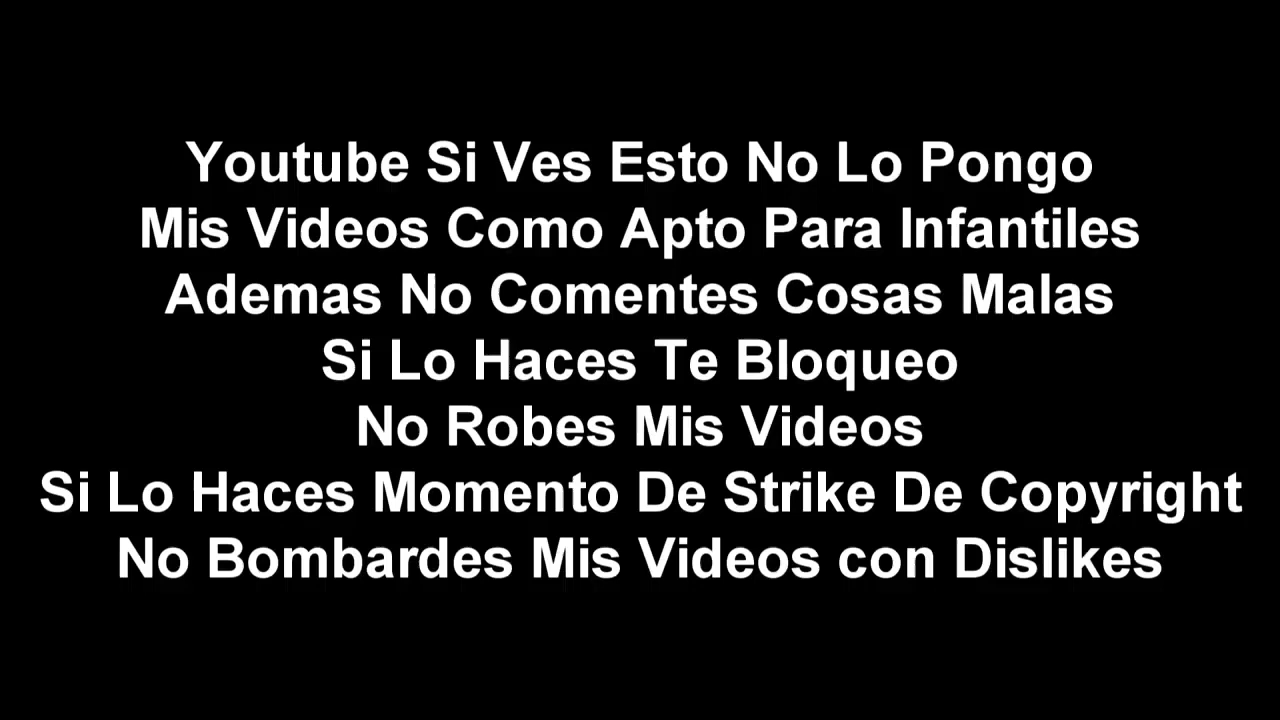 Youtube Si Ves Esto No Lo Pongo
Mis Videos Como Apto Para Infantiles
Ademas No Comentes Cosas Malas
Si Lo Haces Te Bloqueo
No Robes Mis Videos
Si Lo Haces Momento De Strike De Copyright
No Bombardes Mis Videos con Dislikes